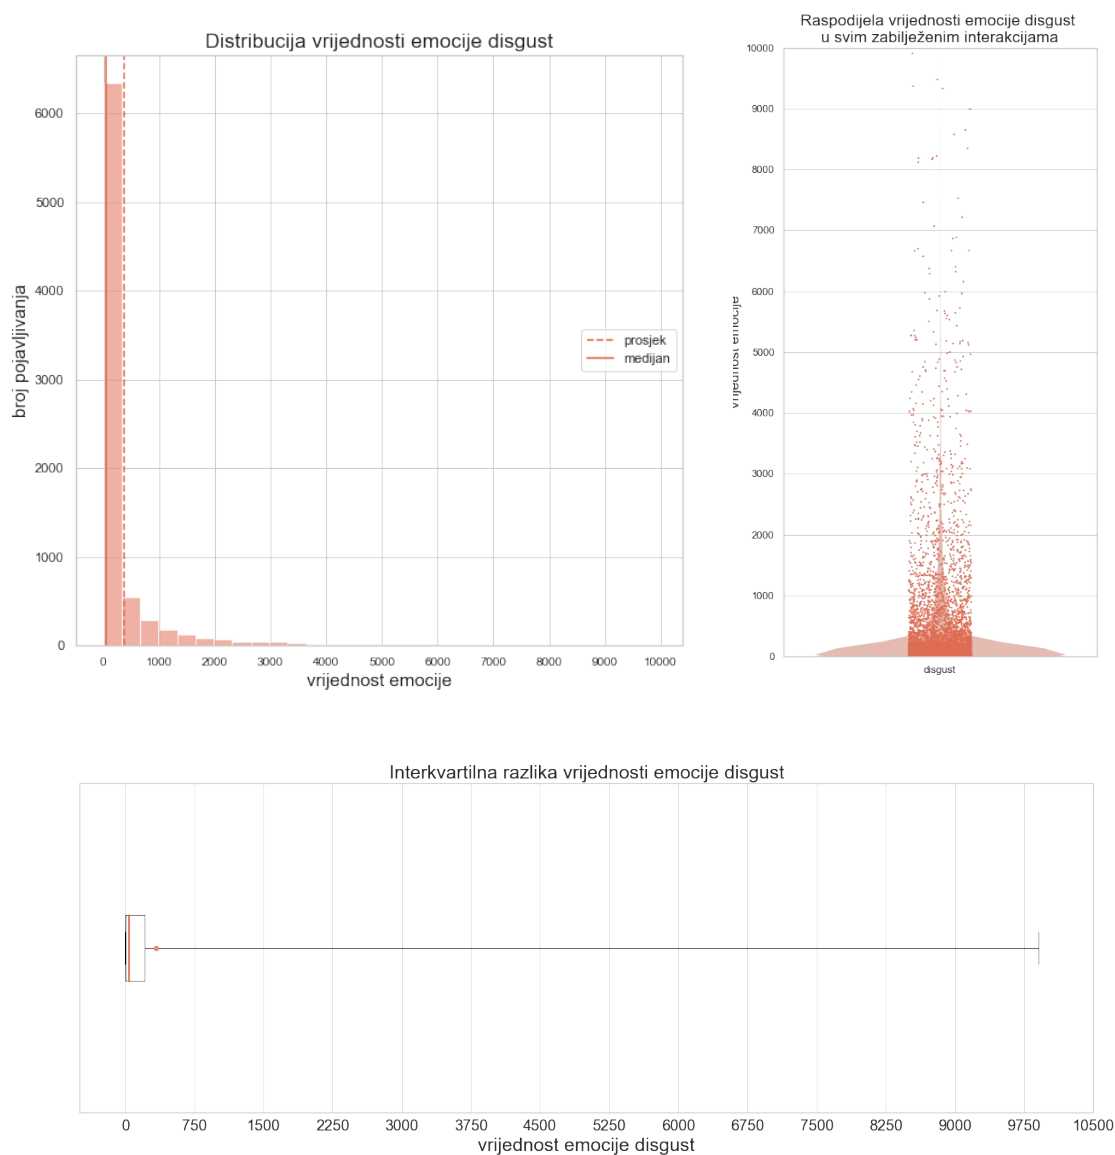 Distribucija vrijednosti emocije disgust
broj pojavljivanja
6000
5000
4000
3000
2000
1000
0
0 1000 2000 3000 4000 5000 6000 7000 8000 9000 10000
vrijednost emocije
prosjek
medijan
Raspodijela vrijednosti emocije disgust
u svim zabilježenim interakcijama
vrijednost emocije
10000
9000
8000
7000
6000
5000
4000
3000
2000
1000
0
disgust
Interkvartilna razlika vrijednosti emocije disgust
0 750 1500 2250 3000 3750 4500 5250 6000 6750 7500 8250 9000 9750 10500
vrijednost emocije disgust